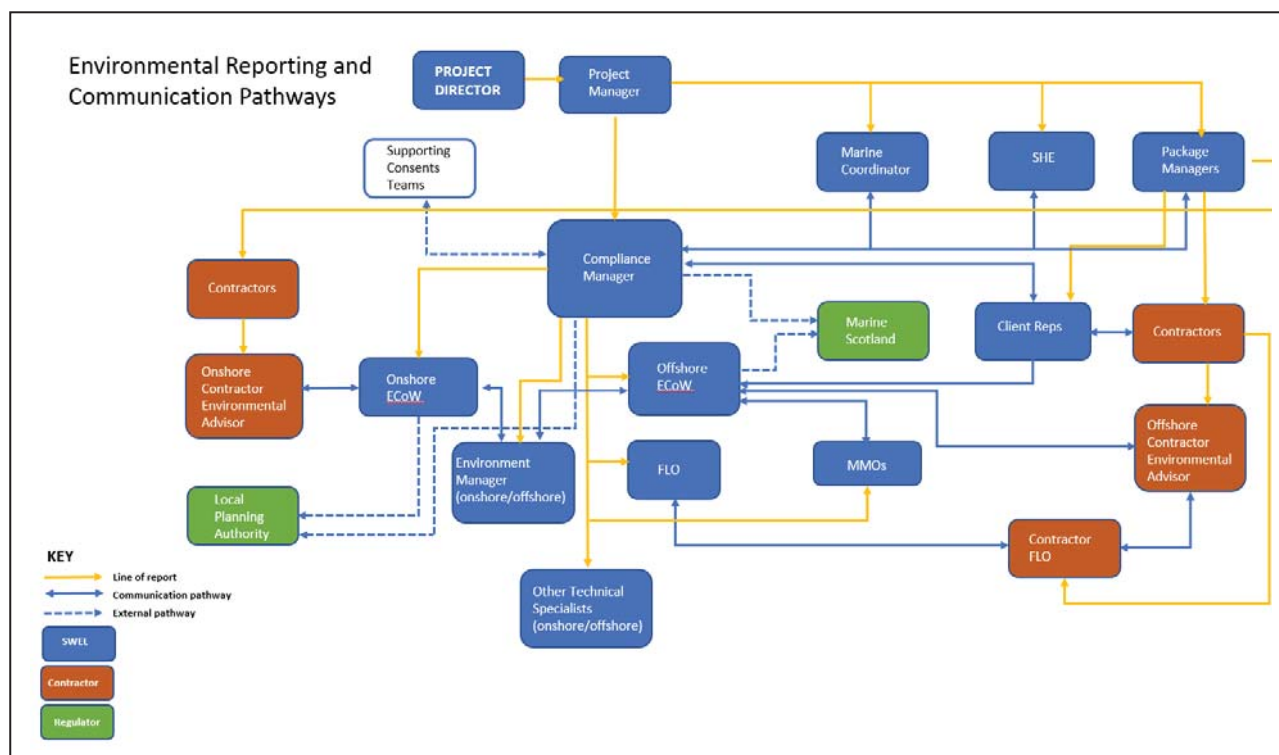 Environmental Reporting and
Communication Pathways
PROJECT
DIRECTOR
Project
Manager
Supporting
Consents
Teams
Marine
Coordinator
SHE
Package
Managers
Compliance
Manager
Contractors
Marine
Scotland
Client Reps
Contractors
Onshore
Contractor
Environmental
Advisor
Onshore
ECoW
Offshore
ECoW
Environment
Manager
(onshore/offshore)
FLO
MMOs
Offshore
Contractor
Environmental
Advisor
Local
Planning
Authority
Contractor
FLO
Other Technical
Specialists
(onshore/offshore)
KEY
Line of report
Communication pathway
External pathway
SWEL
Contractor
Regulator